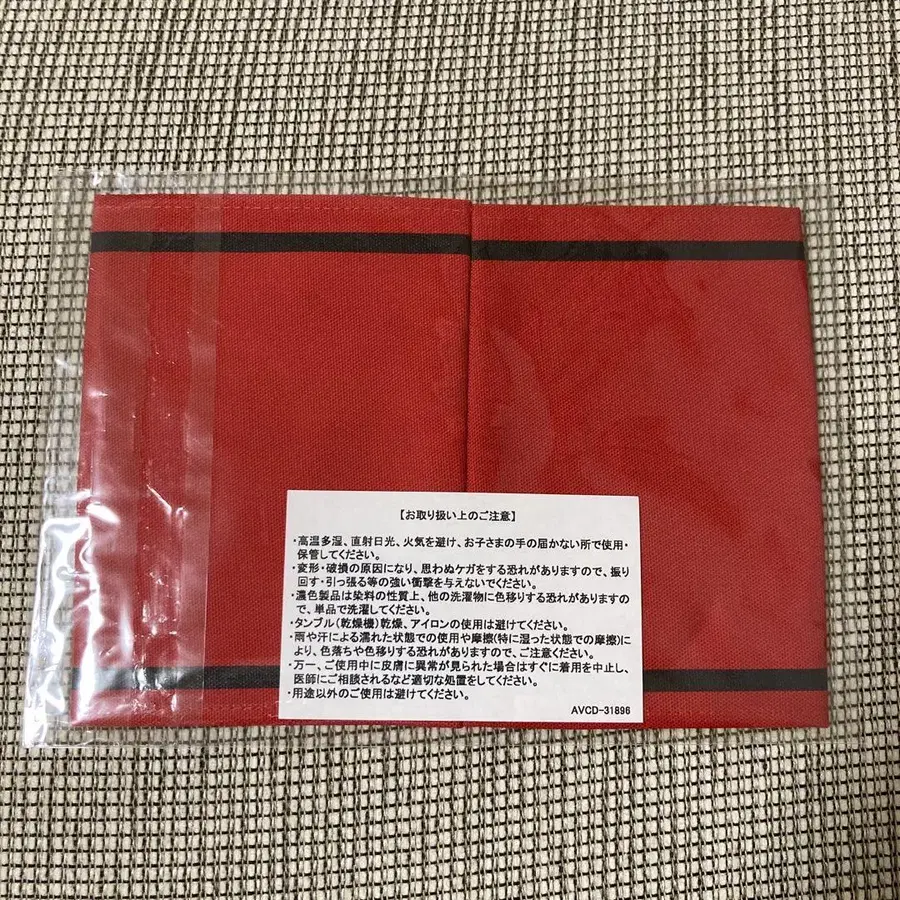 【お取り扱い上のご注意】
・高温多湿、直射日光、火気を避け、お子さまの手の届かない所で使用・
保管してください。
・変形・破損の原因になり、思わぬケガをする恐れがありますので、振り
回す・引っ張る等の強い衝撃を与えないでください。
・濃色製品は染料の性質上、他の洗濯物に色移りする恐れがありますの
で、単品で洗濯してください。
・タンブル(乾燥機)乾燥、アイロンの使用は避けてください。
・雨や汗による濡れた状態での使用や摩擦(特に湿った状態での摩擦)に
より、色落ちや色移りする恐れがありますので、ご注意ください。
・万一、ご使用中に皮膚に異常が見られた場合はすぐに着用を中止し、
医師にご相談されるなど適切な処置をしてください。
・用途以外のご使用は避けてください。
AVCD-31896